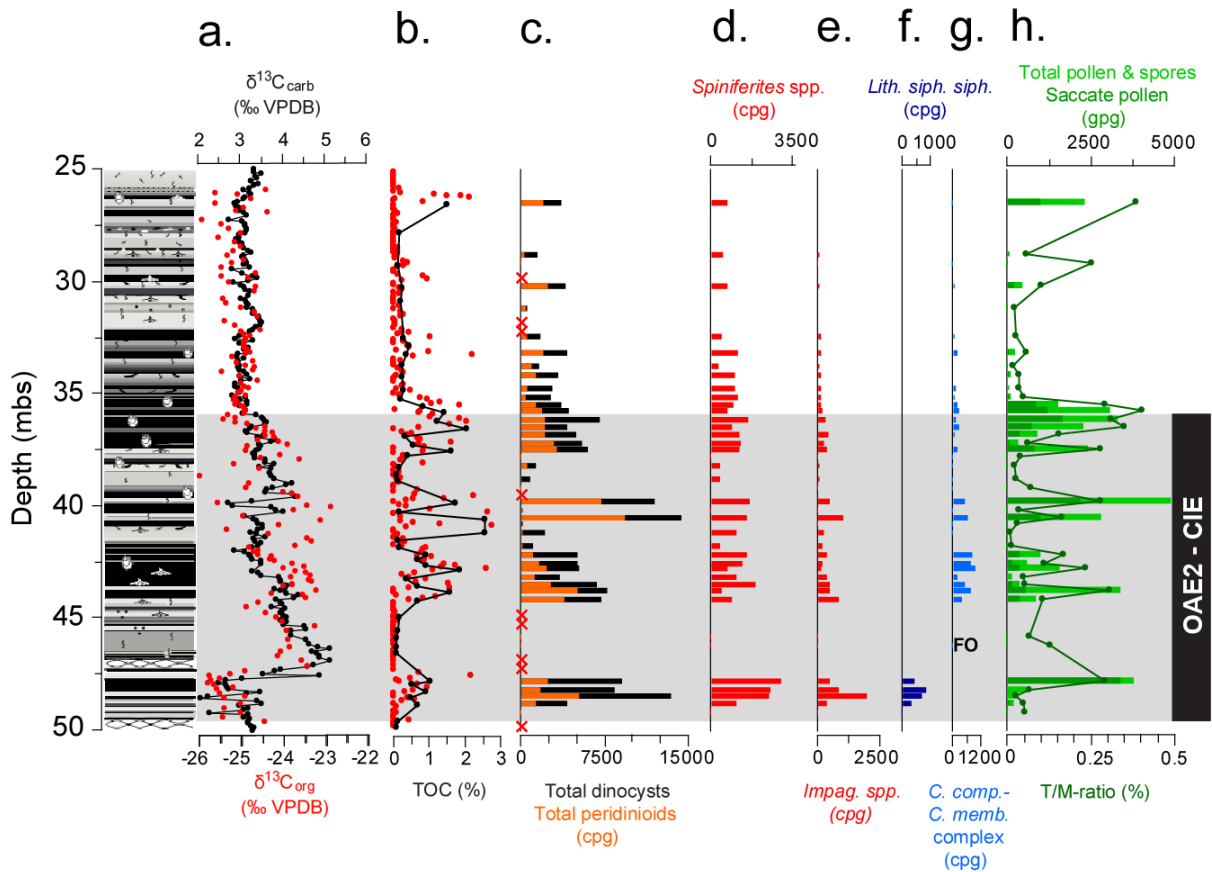 a.
b.
c.
d.
e.
f.
g.
h.
δ13Ccarb
(‰ VPDB)
2 3 4 5 6
Spiniferites spp.
(cpg)
0 3500
Lith. siph. siph.
(cpg)
0 1000
Total pollen & spores
Saccate pollen
(gpg)
0 2500 5000
Depth (mbs)
25
30
35
40
45
50
FO
OAE2 - CIE
-26 -25 -24 -23 -22
δ13Corg
(‰ VPDB)
0 1 2 3
TOC (%)
0 7500 15000
Total dinocysts
Total peridinioids
(cpg)
0 2500
Impag. spp.
(cpg)
0 1200
C. comp.-
C. memb.
complex
(cpg)
0 0.25 0.5
T/M-ratio (%)